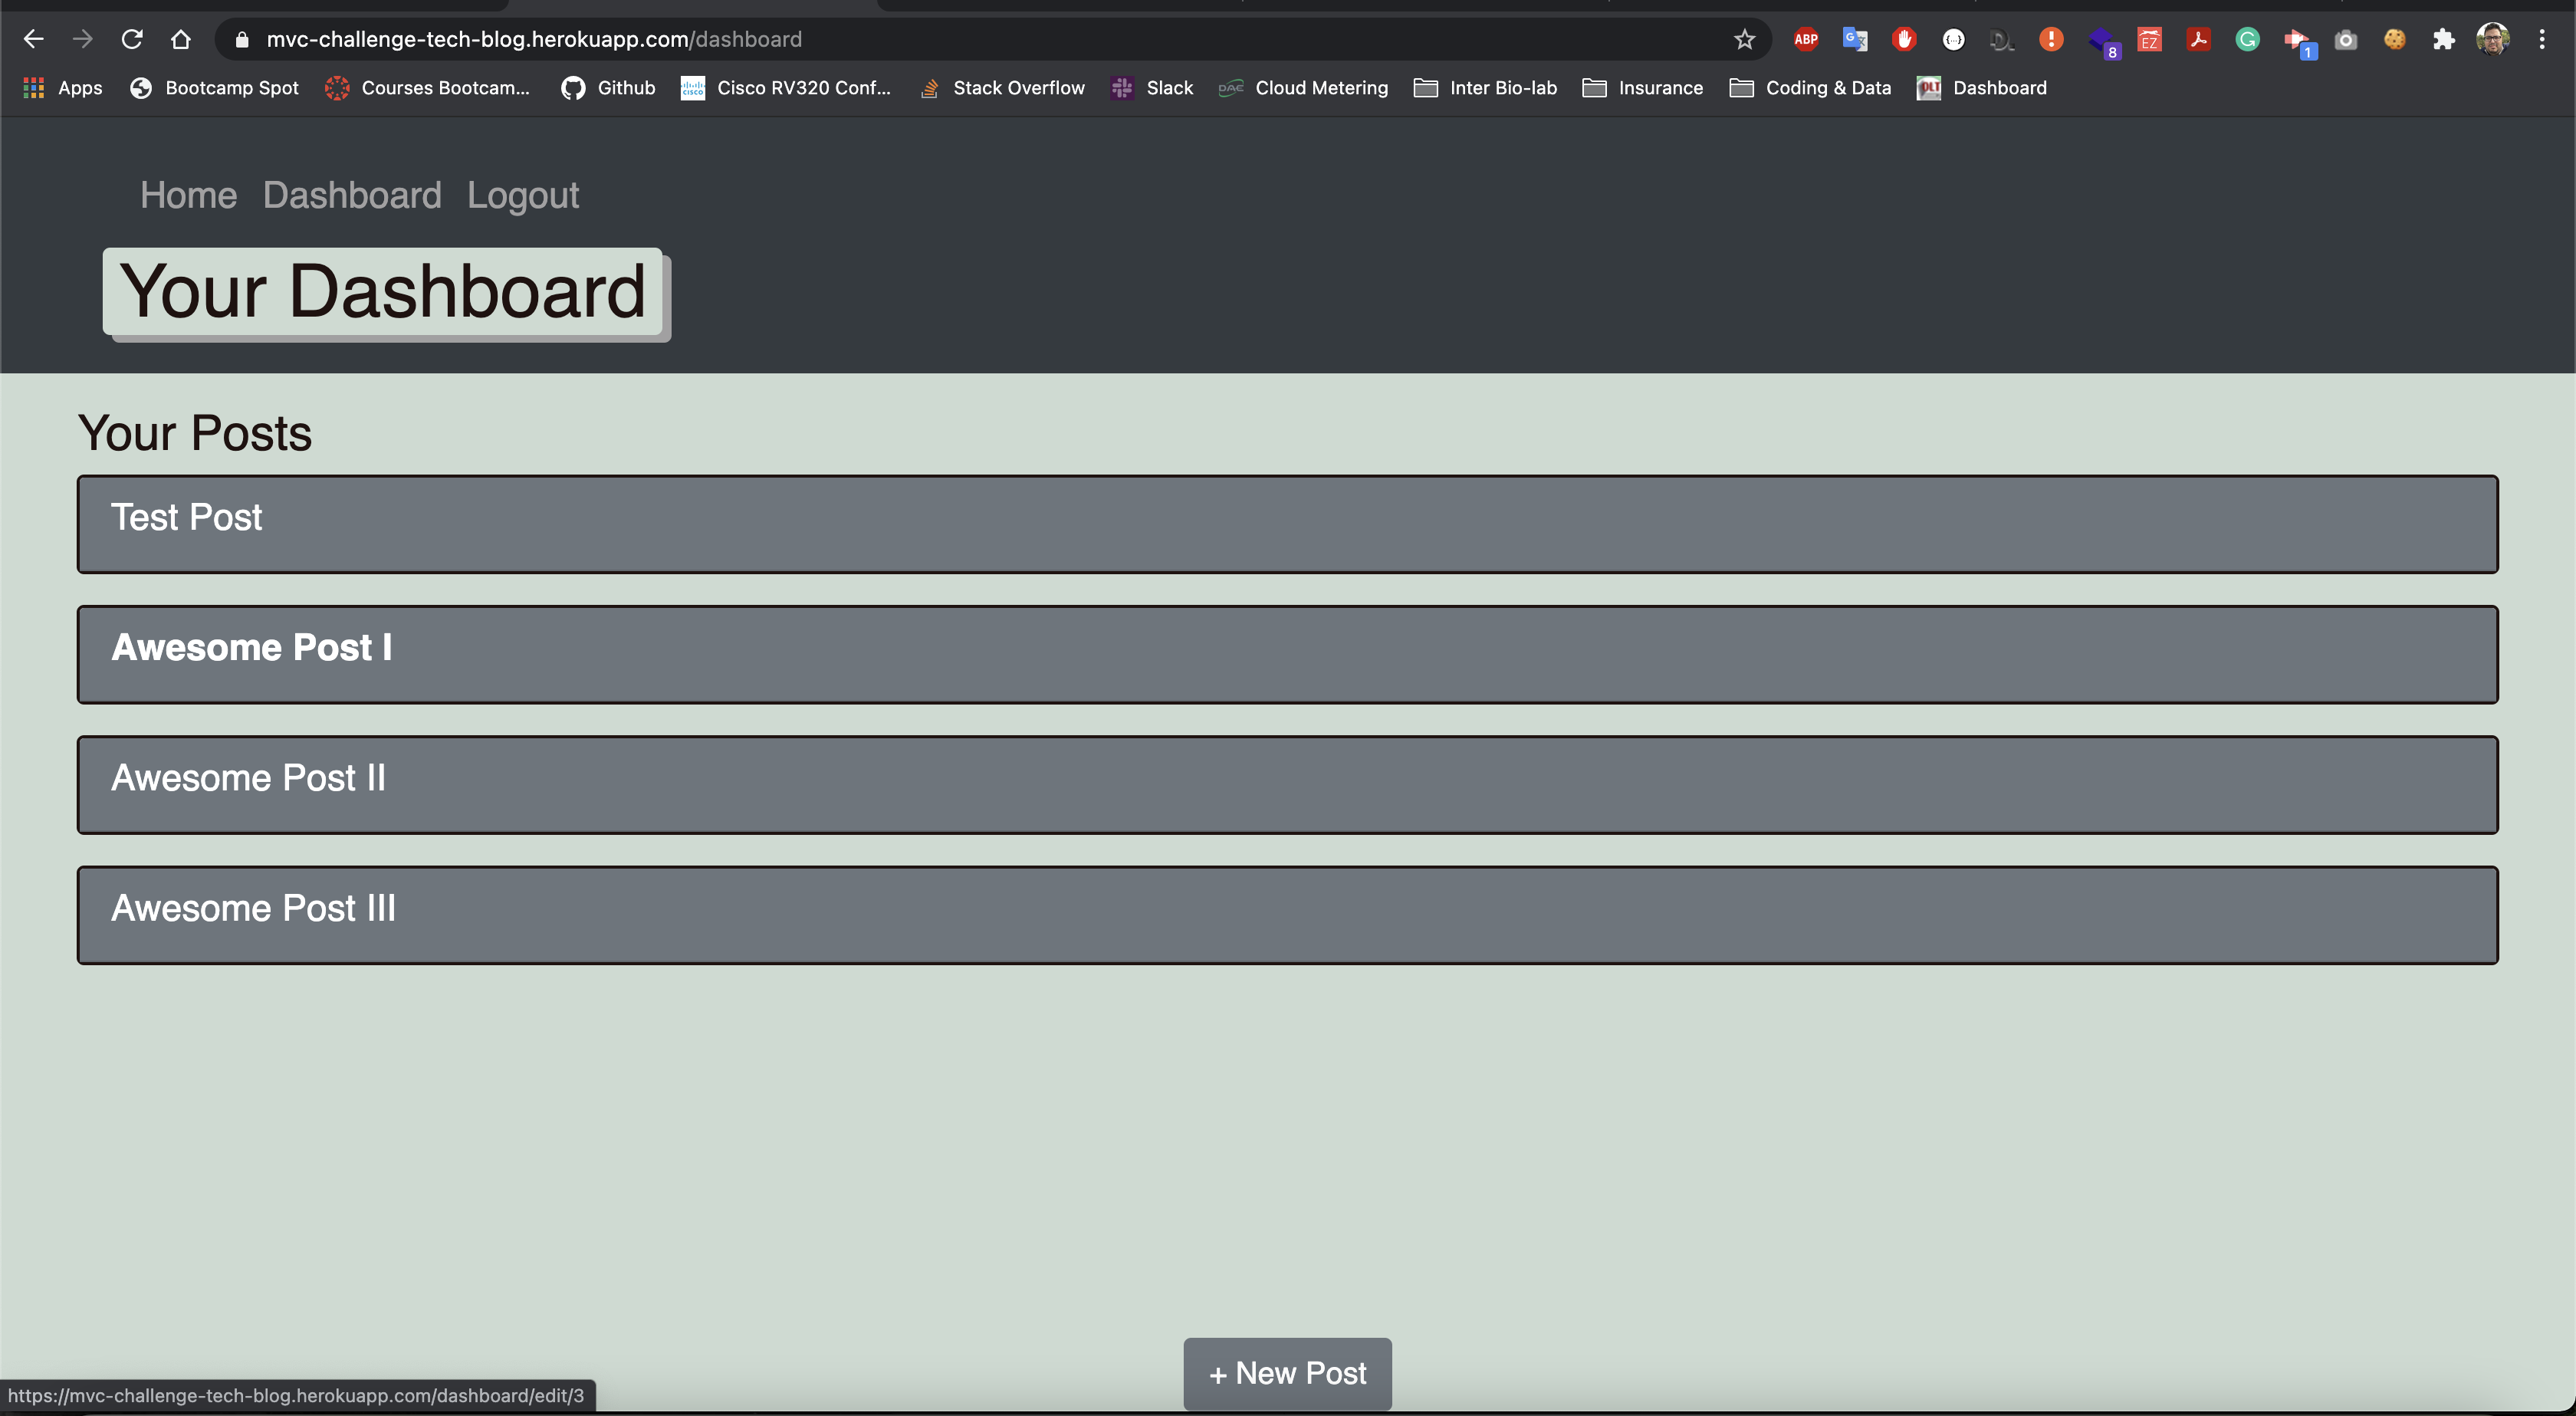 mvc-challenge-tech-blog.herokuapp.com/dashboard
ABP
G
8
EZ
G
1
Apps
Bootcamp Spot
Courses Bootcam...
Github
CISCO
Cisco RV320 Conf...
Stack Overflow
Slack
DAC
Cloud Metering
Inter Bio-lab
Insurance
Coding & Data
OLT
Dashboard
Home Dashboard Logout
Your Dashboard
Your Posts
Test Post
Awesome Post I
Awesome Post II
Awesome Post III
+ New Post
https://mvc-challenge-tech-blog.herokuapp.com/dashboard/edit/3